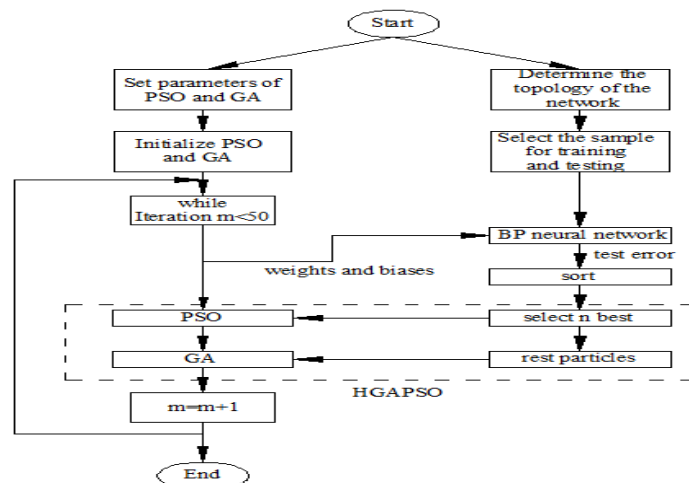 Start
Set parameters of
PSO and GA
Determine the
topology of the
network
Initialize PSO
and GA
Select the sample
for training
and testing
while
Iteration m<50
BP neural network
test error
weights and biases
sort
PSO
select n best
GA
rest particles
HGAPSO
m=m+1
End